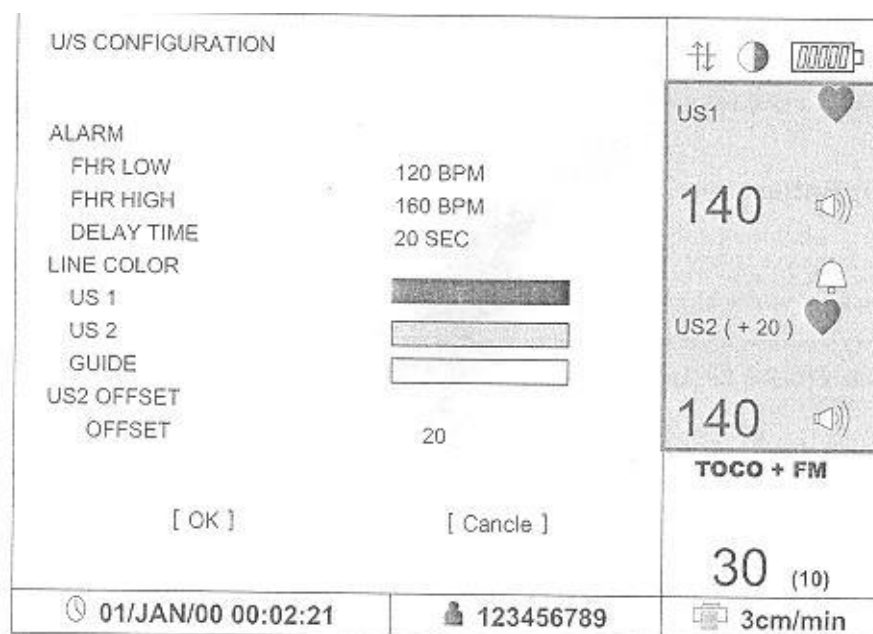 U/S CONFIGURATION
ALARM
FHR LOW 120 BPM
FHR HIGH 160 BPM
DELAY TIME 20 SEC
LINE COLOR
US 1
US 2
GUIDE
US2 OFFSET
OFFSET 20
[ OK ] [ Cancle ]
US1
140
US2 ( + 20 )
140
TOCO + FM
30 (10)
01/JAN/00 00:02:21 123456789 3cm/min